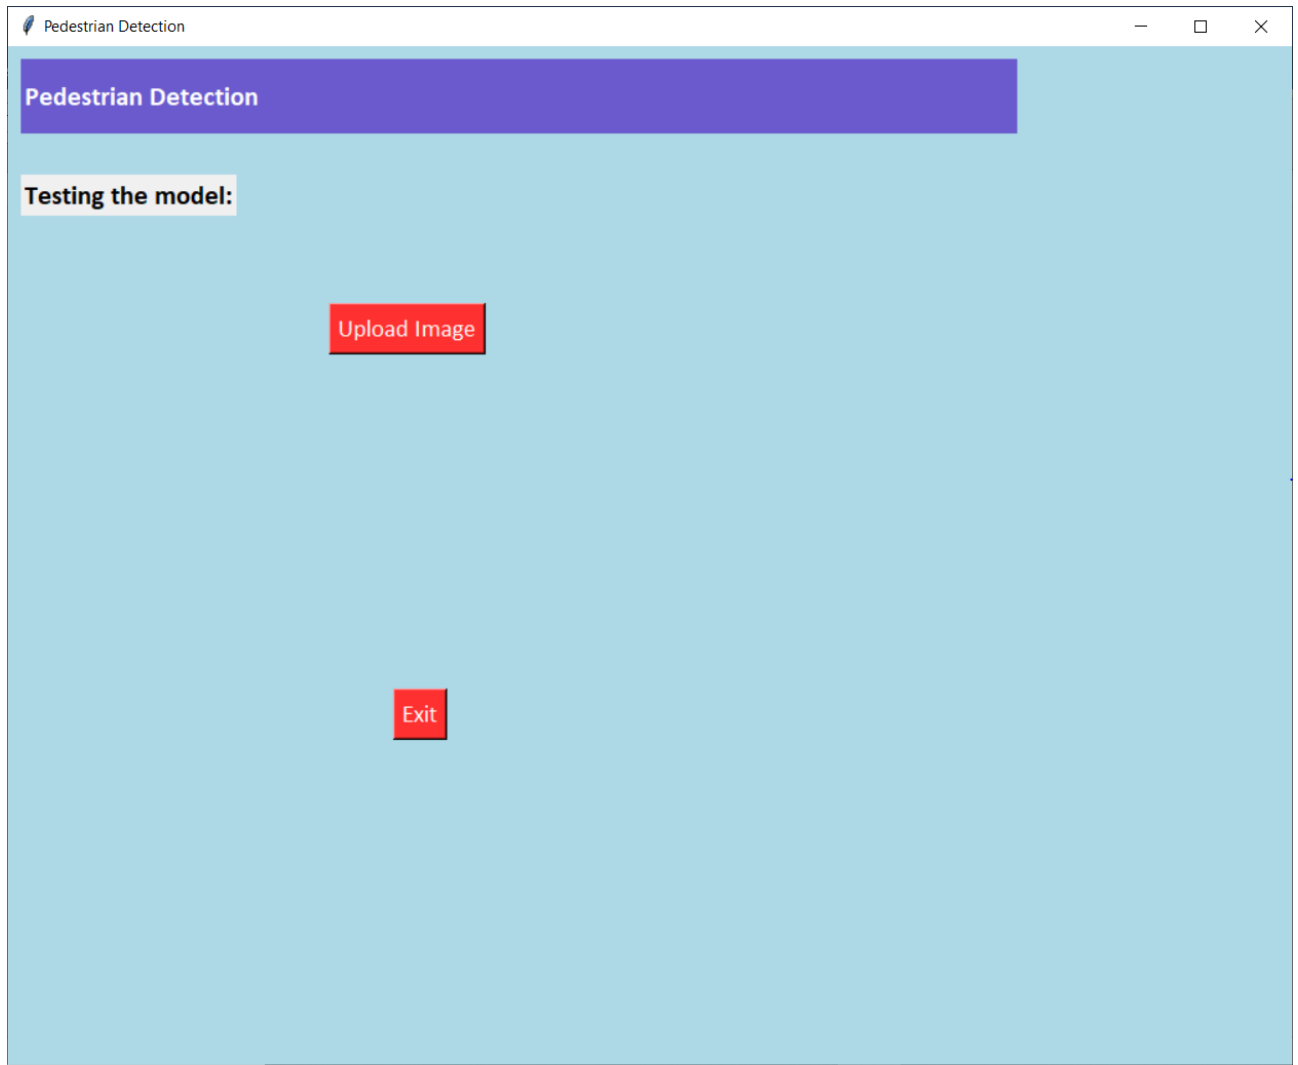 Pedestrian Detection
Pedestrian Detection
Testing the model:
Upload Image
Exit